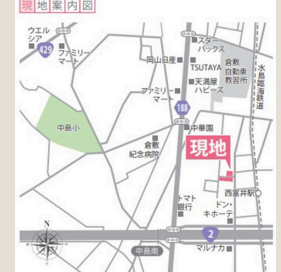 現地案内図
ウエル
シア
429
ファミリー
マート
スター
バックス
岡山日産
TSUTAYA
天満屋
ハピーズ
倉敷
自動車
教習所
水島臨海鉄道
ファミリー
マート
188
中島小
中華園
倉敷
紀念病院
現地
西富井駅
トマト
銀行
ドン・
キホーテ
N
2
中島南
マルナカ